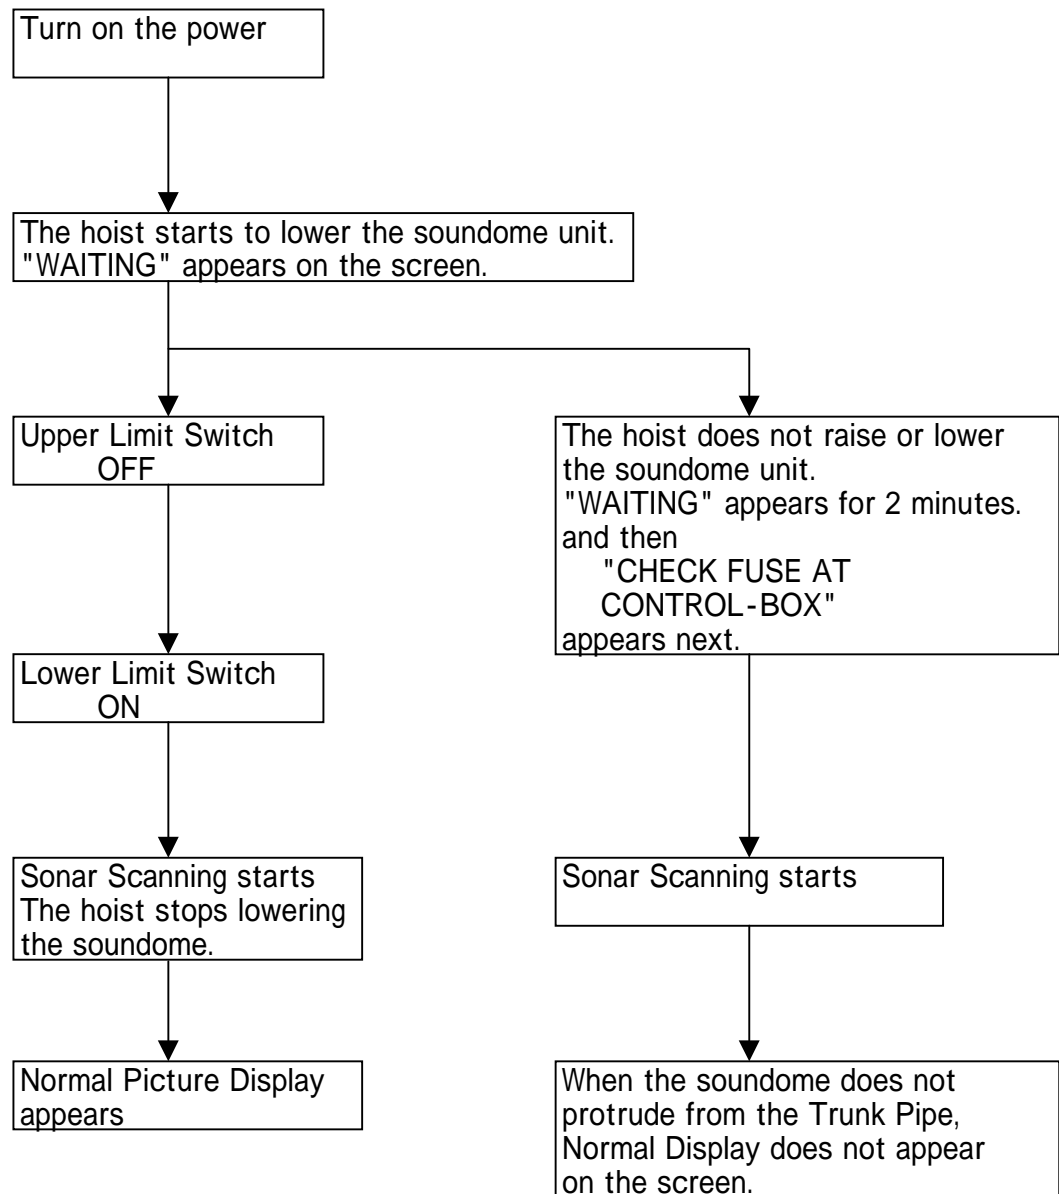 Turn on the power
The hoist starts to lower the soundome unit.
"WAITING" appears on the screen.
Upper Limit Switch
OFF
Lower Limit Switch
ON
Sonar Scanning starts
The hoist stops lowering
the soundome.
Normal Picture Display
appears
The hoist does not raise or lower
the soundome unit.
"WAITING" appears for 2 minutes.
and then
"CHECK FUSE AT
CONTROL-BOX"
appears next.
Sonar Scanning starts
When the soundome does not
protrude from the Trunk Pipe,
Normal Display does not appear
on the screen.